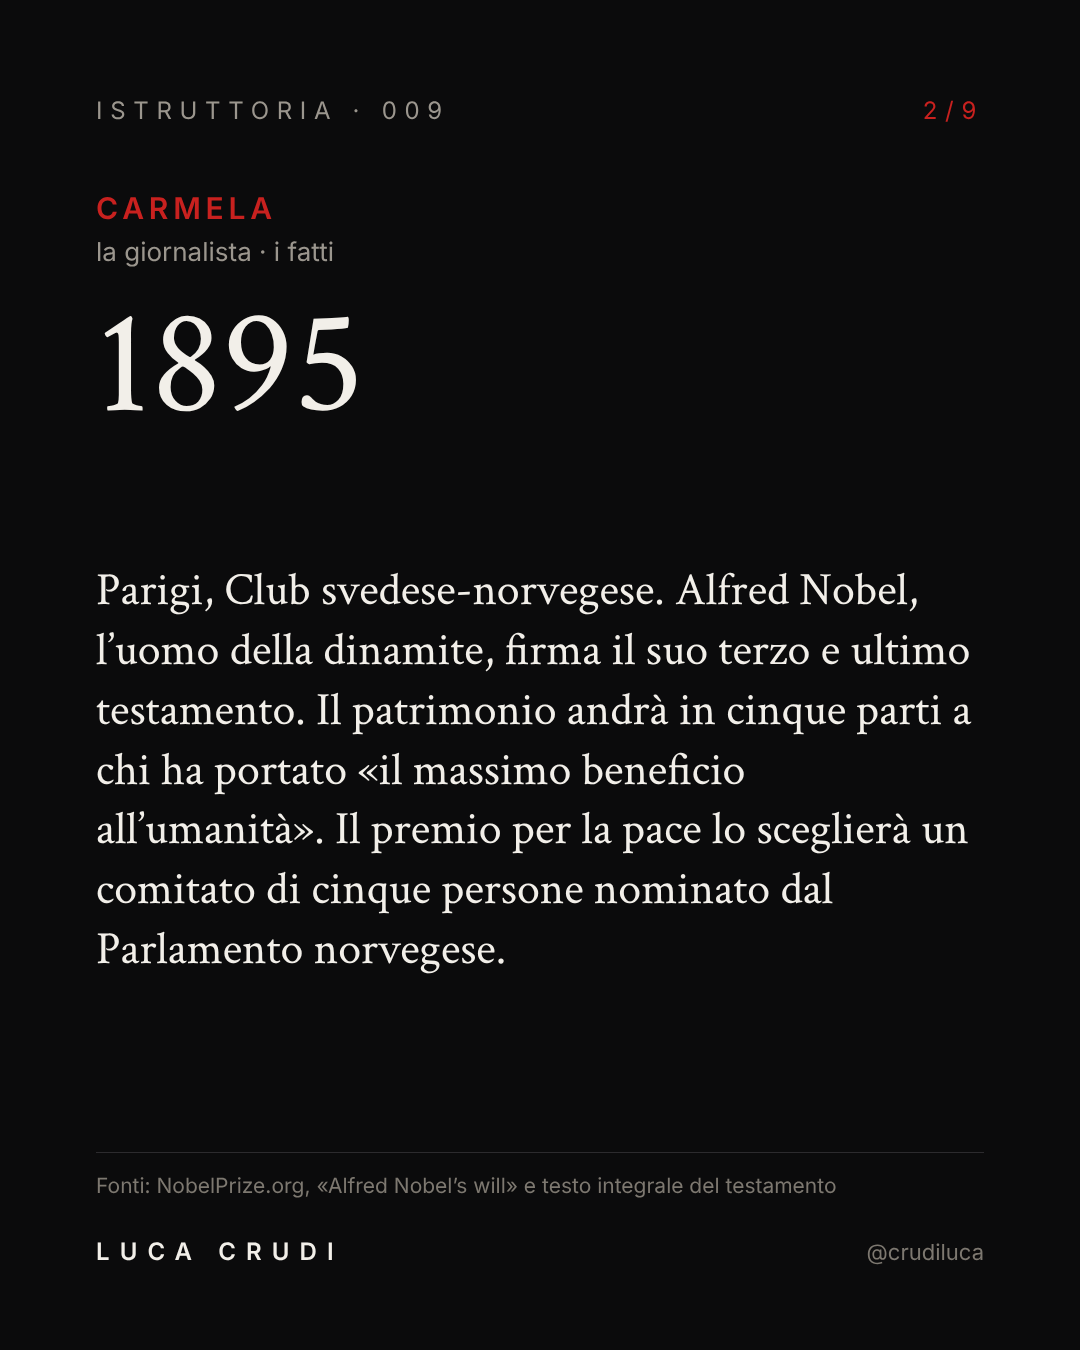 ISTRUTTORIA · 009
2/9
CARMELA
la giornalista · i fatti
1895
Parigi, Club svedese-norvegese. Alfred Nobel,
l’uomo della dinamite, firma il suo terzo e ultimo
testamento. Il patrimonio andrà in cinque parti a
chi ha portato «il massimo beneficio
all’umanità». Il premio per la pace lo sceglierà un
comitato di cinque persone nominato dal
Parlamento norvegese.
Fonti: NobelPrize.org, «Alfred Nobel’s will» e testo integrale del testamento
LUCA CRUDI
@crudiluca